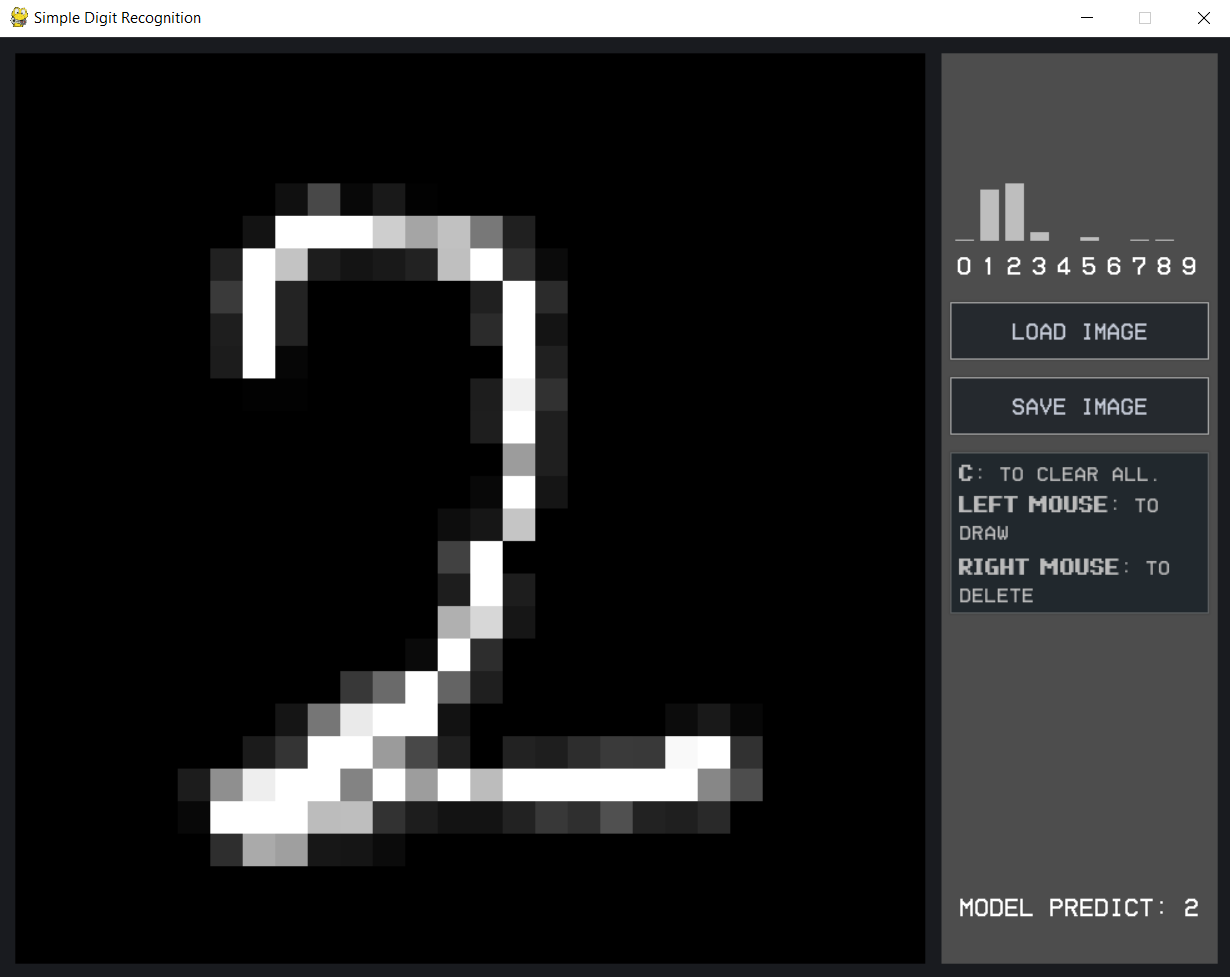 Simple Digit Recognition
2
0 1 2 3 4 5 6 7 8 9
LOAD IMAGE
SAVE IMAGE
C: TO CLEAR ALL.
LEFT MOUSE: TO
DRAW
RIGHT MOUSE: TO
DELETE
MODEL PREDICT: 2